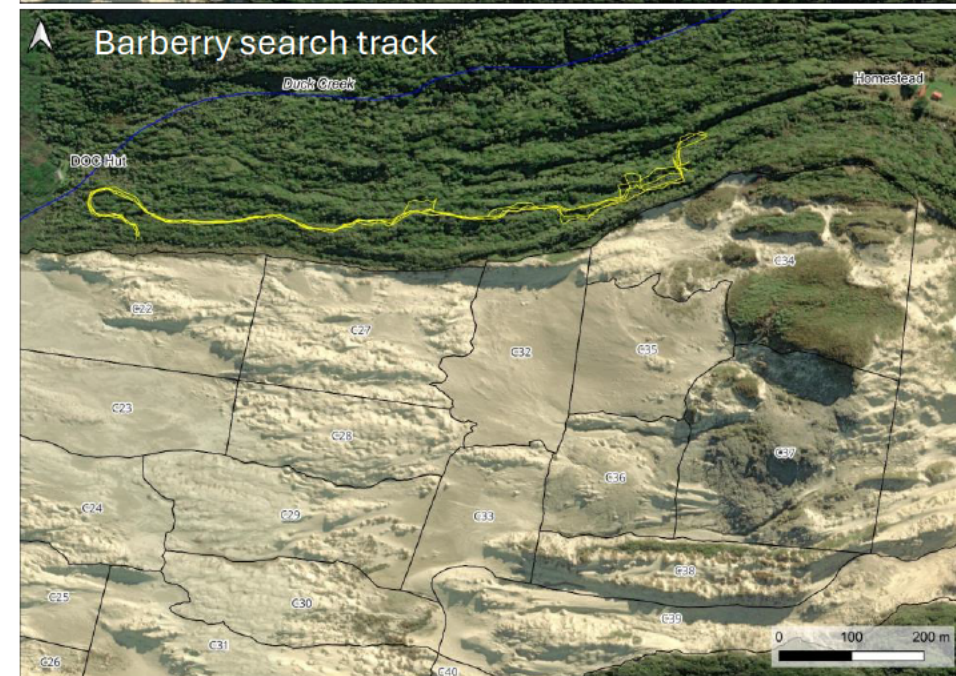 Barberry search track
Homestead
Duck Creek
DOC Hut
C34
C22
C27
C32
C35
C23
C28
C37
C36
C24
C29
C33
C38
C25
C30
C39
C31
C26
C40
0 100 200 m